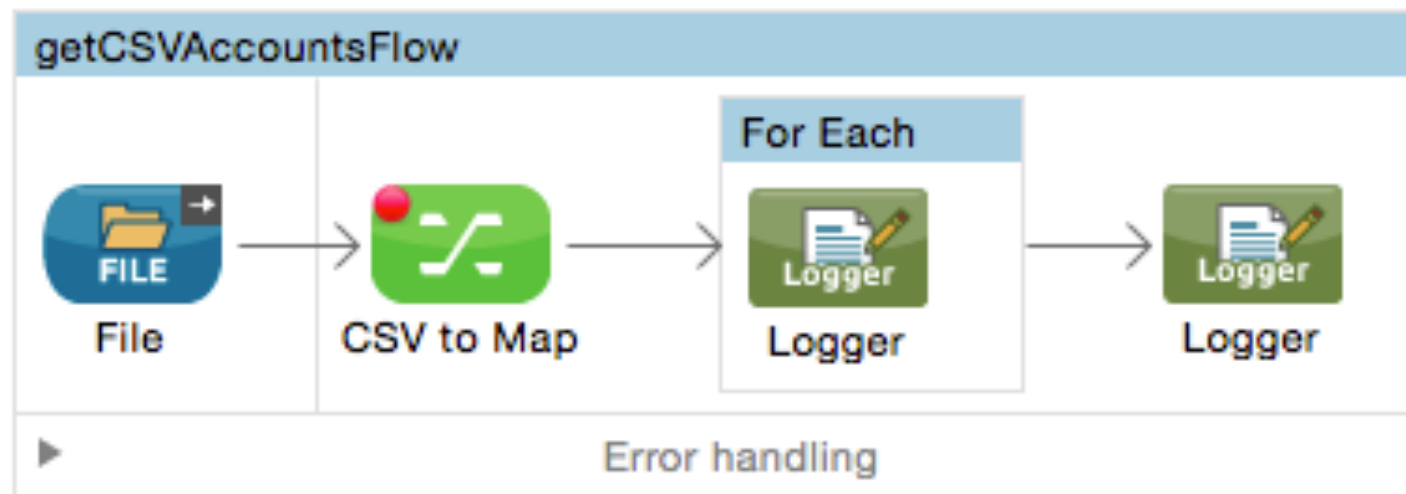 getCSVAccountsFlow
For Each
FILE
Logger
Logger
File
CSV to Map
Logger
Logger
Error handling